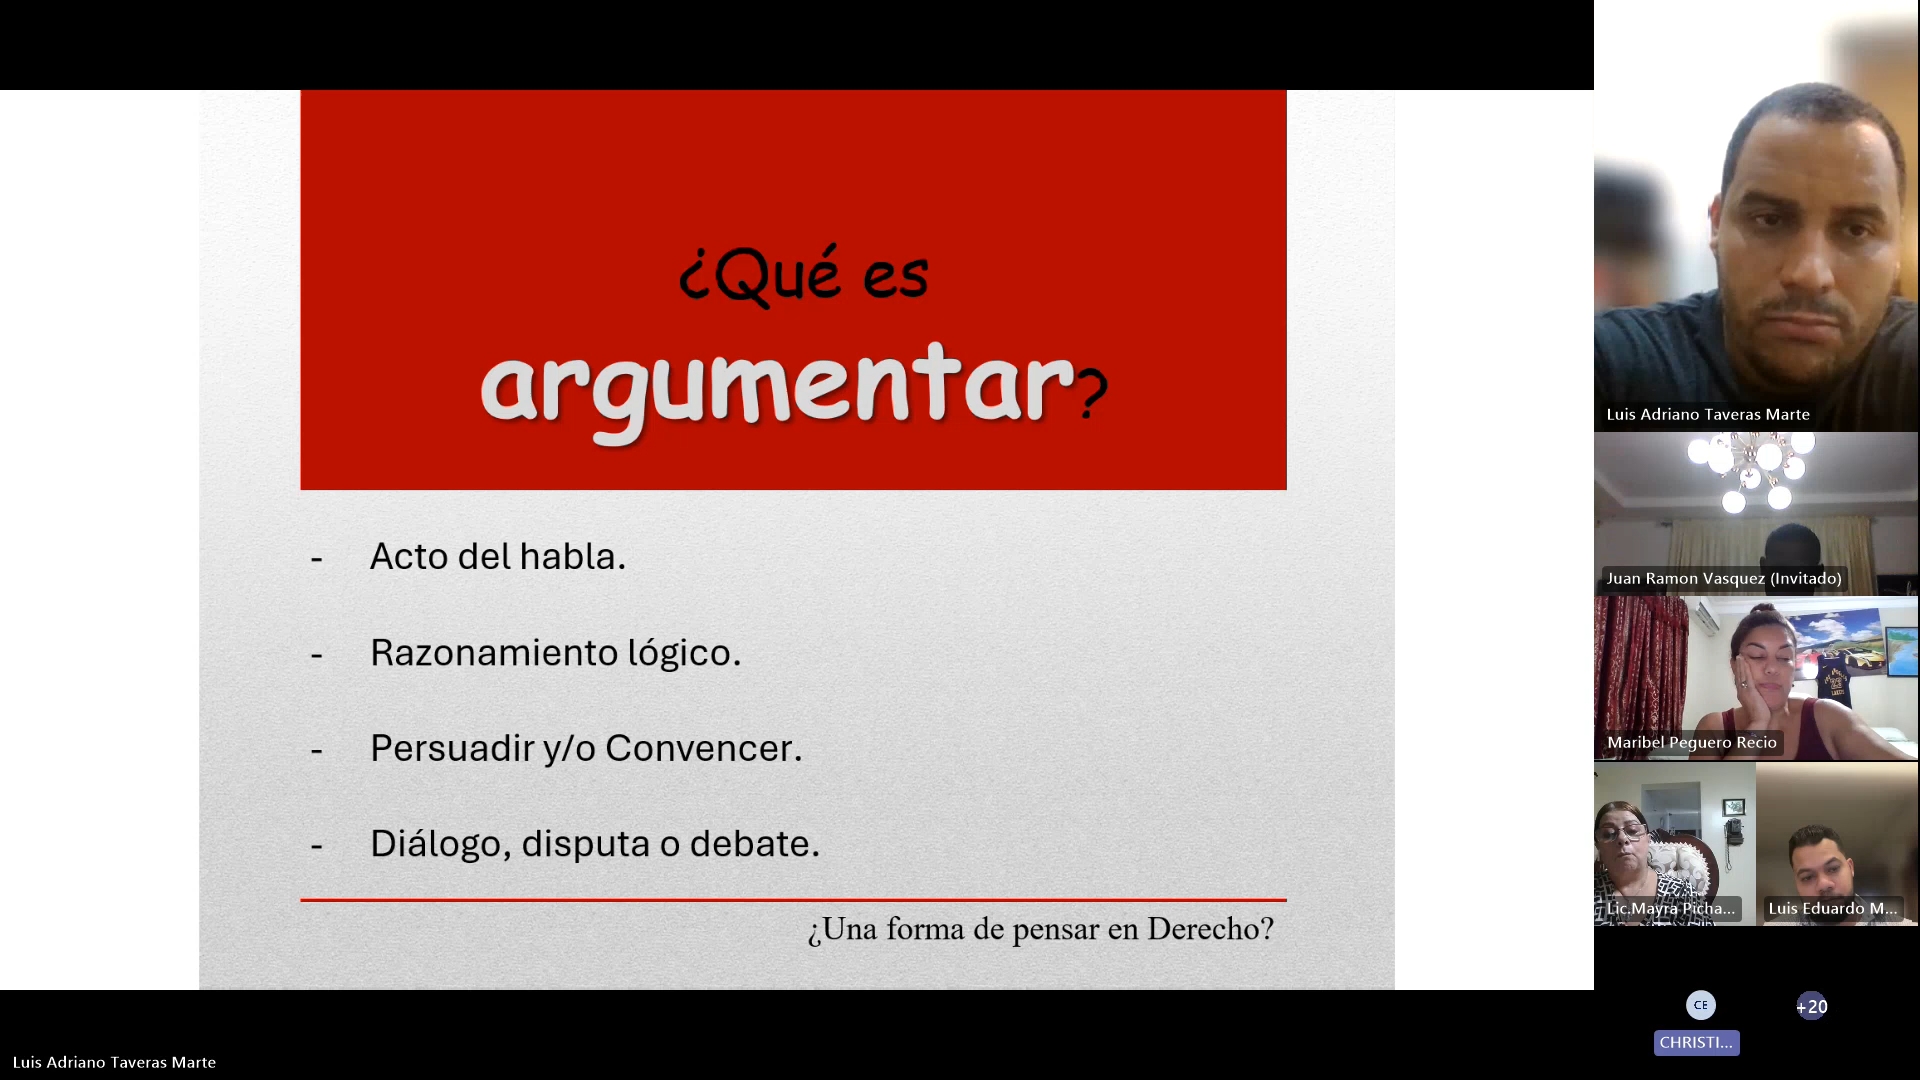 ¿Qué es
argumentar?
- Acto del habla.
- Razonamiento lógico.
- Persuadir y/o Convencer.
- Diálogo, disputa o debate.
¿Una forma de pensar en Derecho?
Luis Adriano Taveras Marte
Luis Adriano Taveras Marte
Juan Ramon Vasquez (Invitado)
Maribel Peguero Recio
Lic.Mayra Picha...
Luis Eduardo M...
CE
+20
CHRISTI...